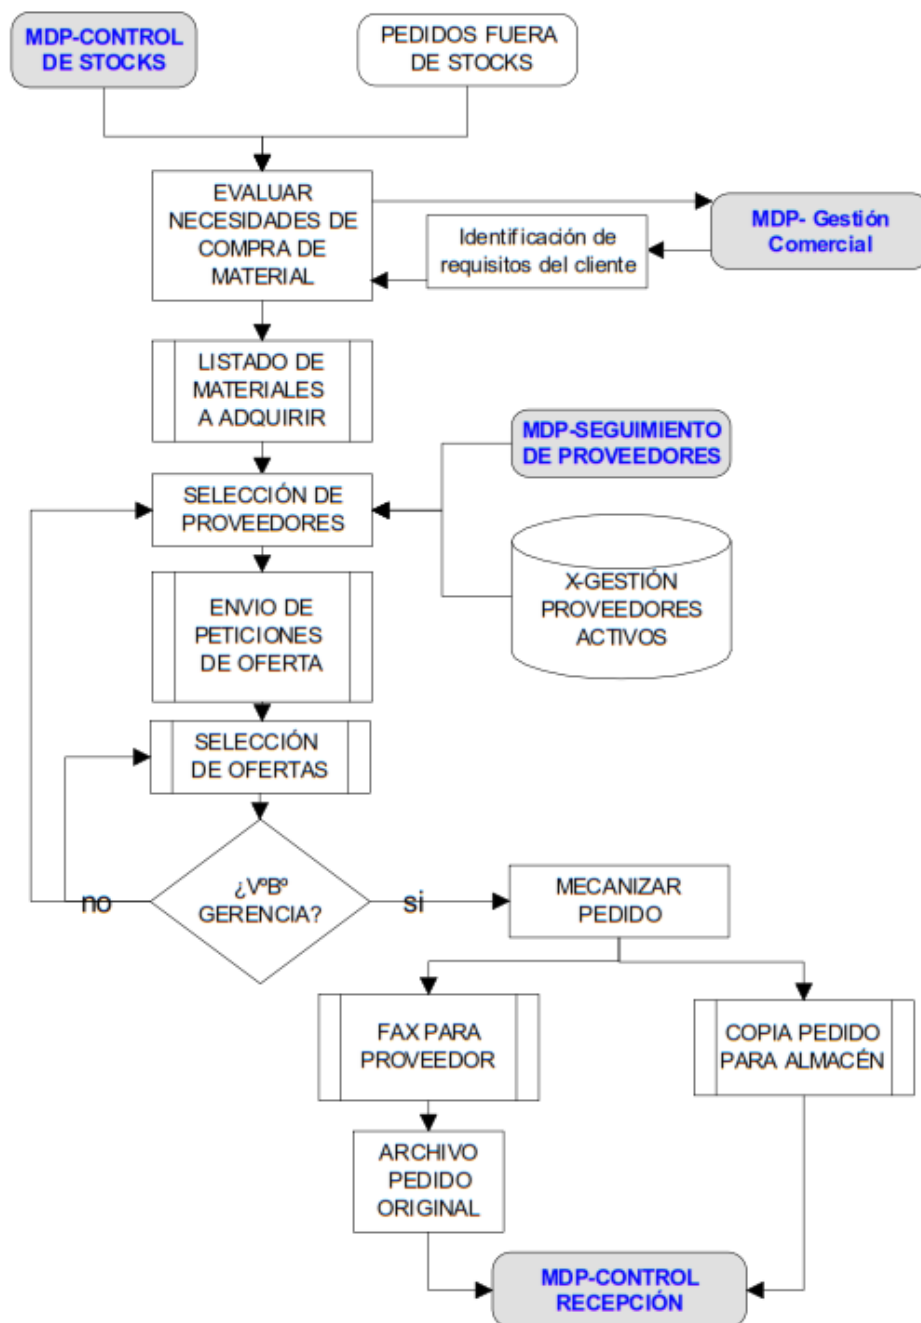 MDP-CONTROL
DE STOCKS
PEDIDOS FUERA
DE STOCKS
EVALUAR
NECESIDADES DE
COMPRA DE
MATERIAL
MDP- Gestión
Comercial
Identificación de
requisitos del cliente
LISTADO DE
MATERIALES
A ADQUIRIR
MDP-SEGUIMIENTO
DE PROVEEDORES
SELECCIÓN DE
PROVEEDORES
X-GESTIÓN
PROVEEDORES
ACTIVOS
ENVIO DE
PETICIONES
DE OFERTA
SELECCIÓN
DE OFERTAS
¿VºBº
GERENCIA?
no
si
MECANIZAR
PEDIDO
FAX PARA
PROVEEDOR
COPIA PEDIDO
PARA ALMACÉN
ARCHIVO
PEDIDO
ORIGINAL
MDP-CONTROL
RECEPCIÓN